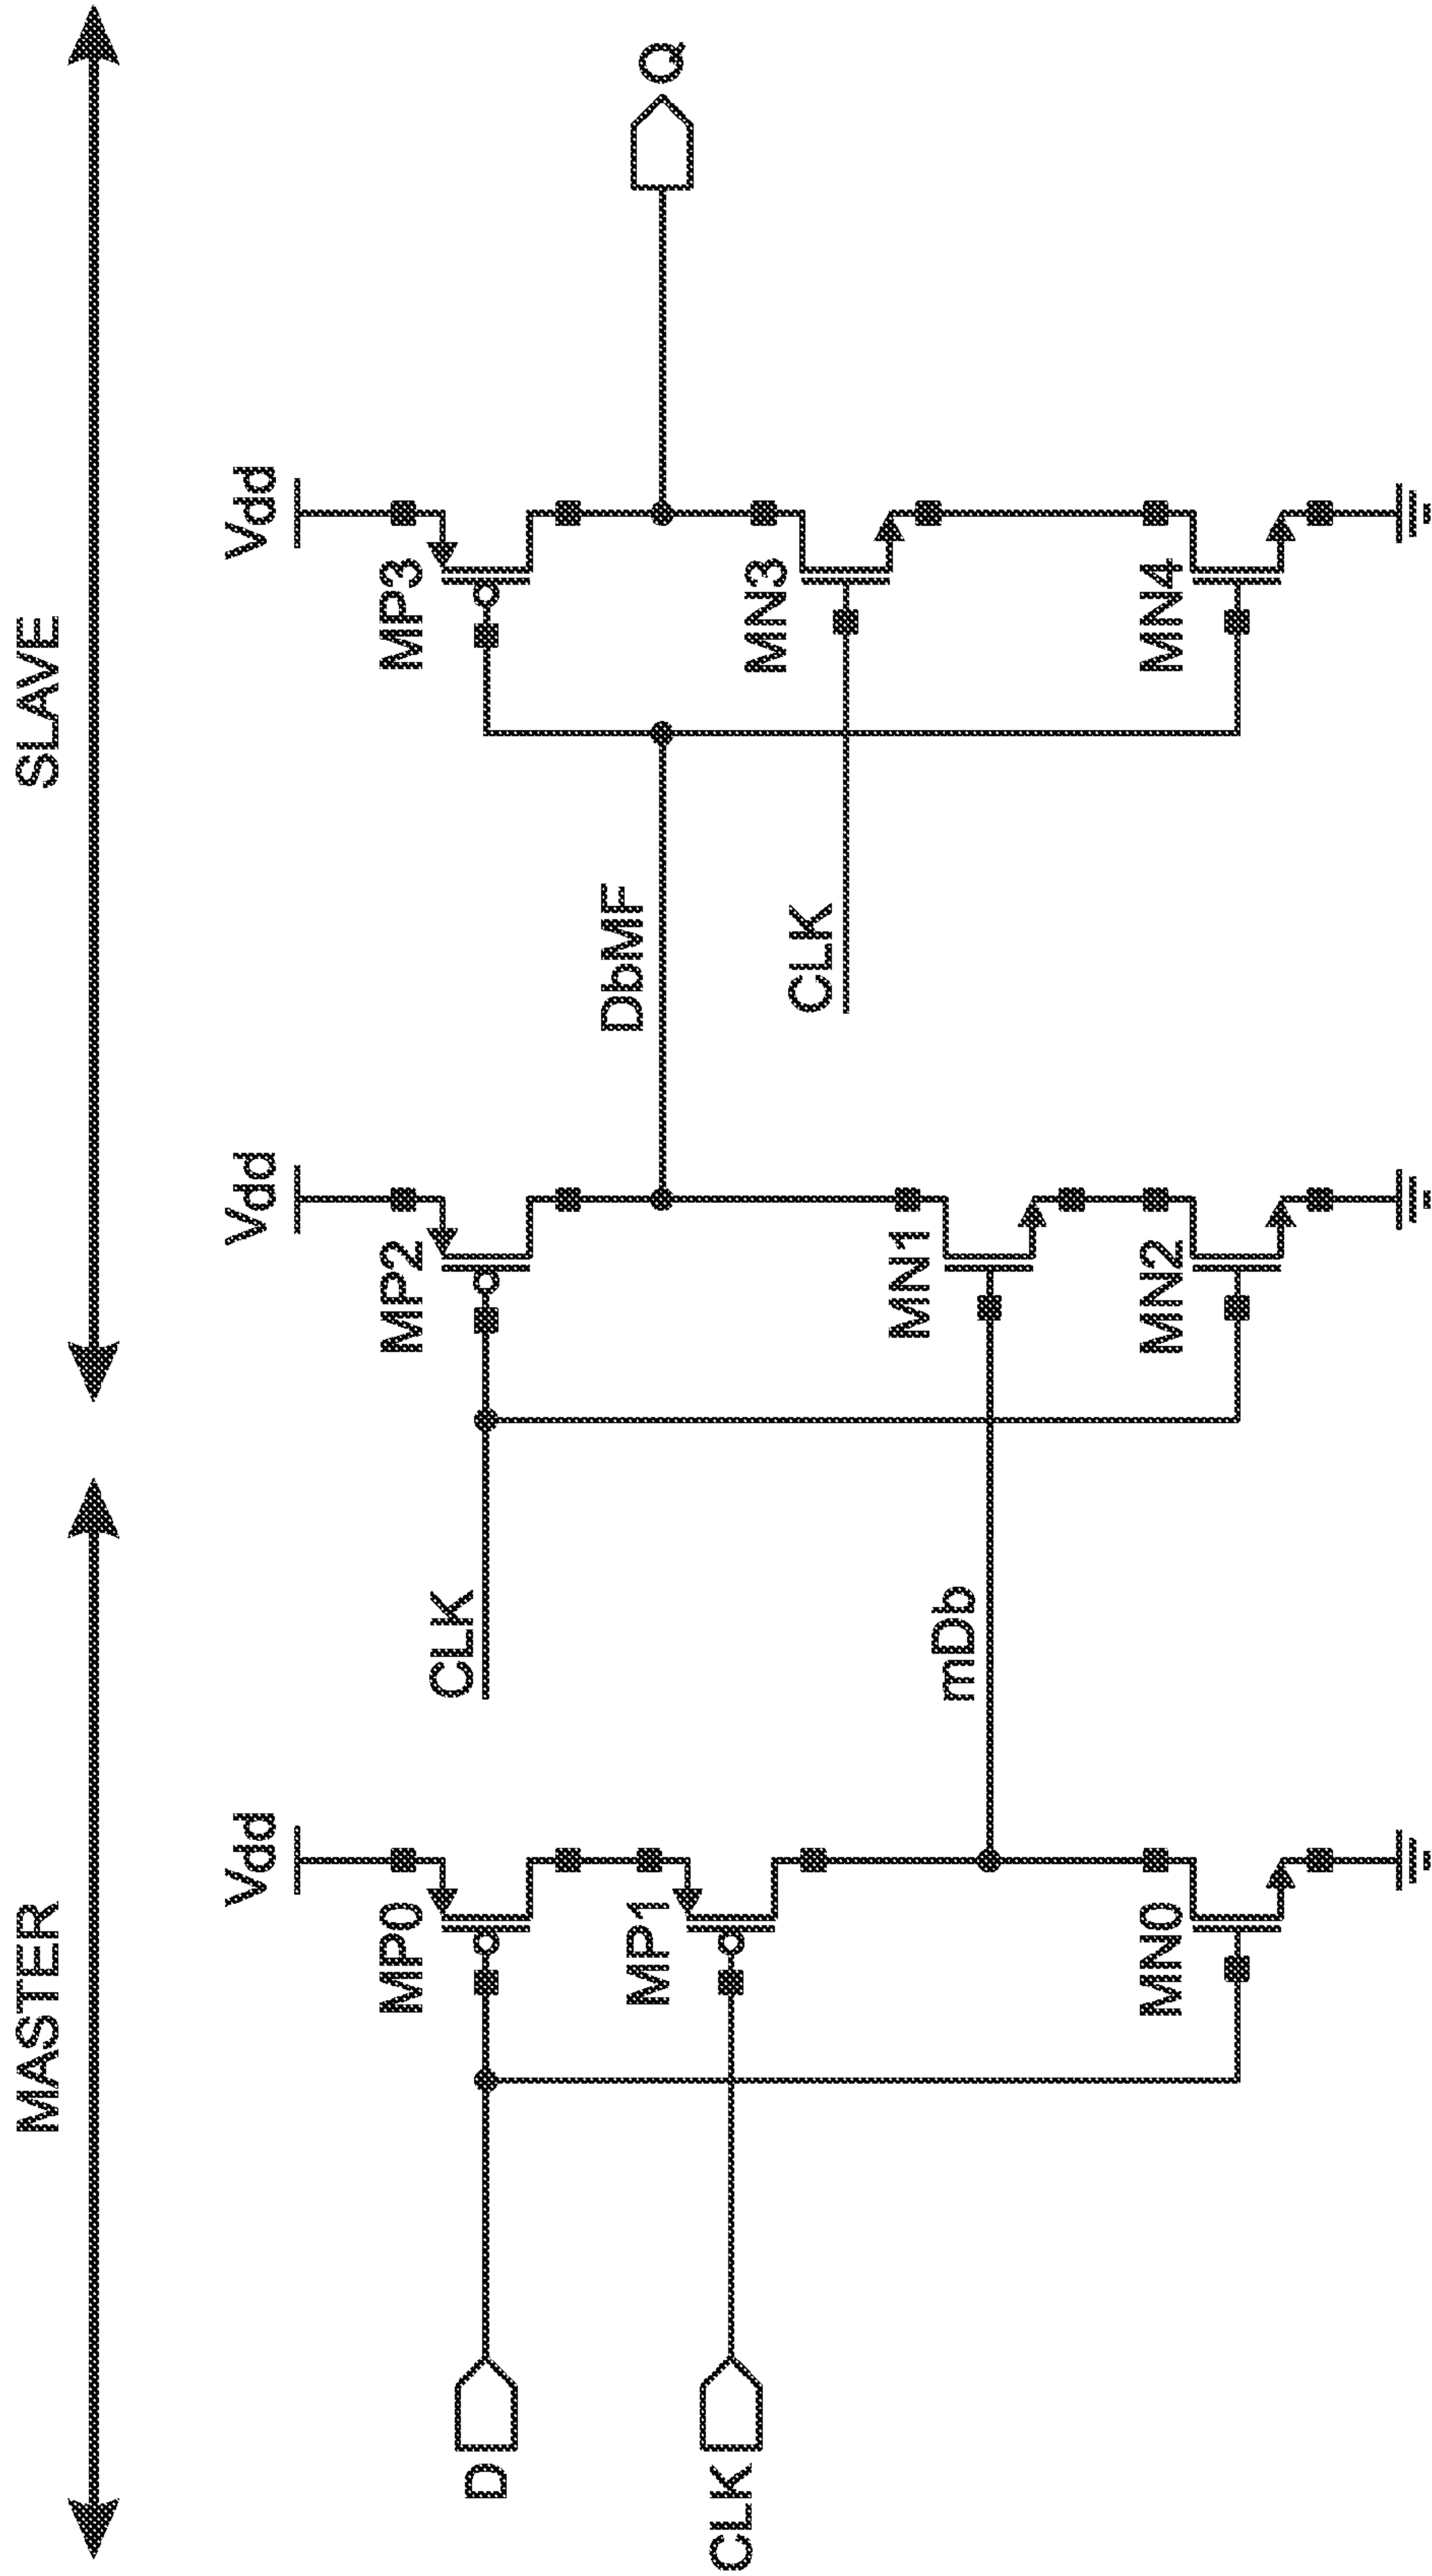 MASTER
SLAVE
Vdd
Vdd
Vdd
MP0
MP2
MP3
D
CLK
CLK
MP1
DbMF
Q
CLK
MN3
mDb
MN1
MN0
MN2
MN4